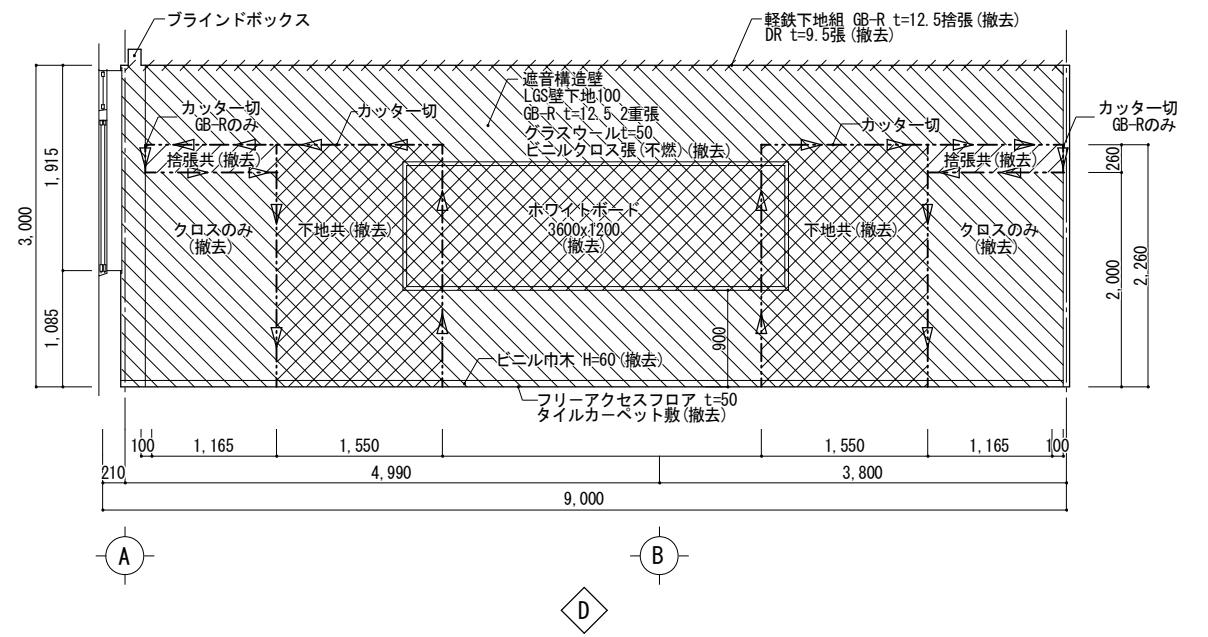 ブラインドボックス
軽鉄下地組 GB-R t=12.5捨張(撤去)
DR t=9.5張(撤去)
遮音構造壁
LGS壁下地100
GB-R t=12.5 2重張
グラスウールt=50
ビニルクロス張(不燃)(撤去)
カッター切
GB-Rのみ
カッター切
カッター切
カッター切
GB-Rのみ
捨張共(撤去)
捨張共(撤去)
クロスのみ
(撤去)
下地共(撤去)
ホワイトボード
3600x1200
(撤去)
下地共(撤去)
クロスのみ
(撤去)
3,000
1,915
1,085
260
2,000
2,260
900
ビニル巾木 H=60(撤去)
フリーアクセスフロア t=50
タイルカーペット敷(撤去)
100
1,165
1,550
1,550
1,165
100
210
4,990
3,800
9,000
A
B
D